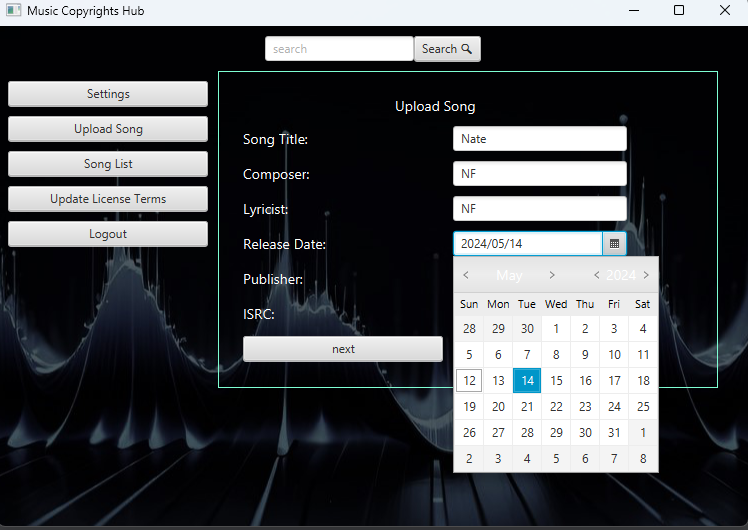 Music Copyrights Hub
search
Search
Settings
Upload Song
Song List
Update License Terms
Logout
Upload Song
Song Title: Nate
Composer: NF
Lyricist: NF
Release Date: 2024/05/14
Publisher:
ISRC:
next
< May > < 2024 >
Sun Mon Tue Wed Thu Fri Sat
28 29 30 1 2 3 4
5 6 7 8 9 10 11
12 13 14 15 16 17 18
19 20 21 22 23 24 25
26 27 28 29 30 31 1
2 3 4 5 6 7 8